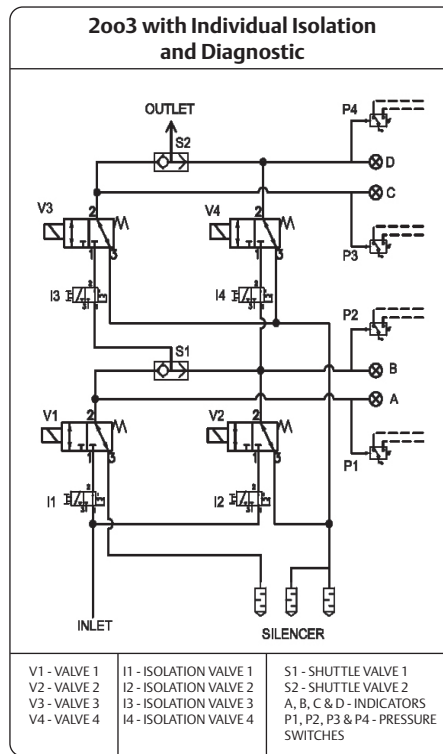 2oo3 with Individual Isolation
and Diagnostic
OUTLET
P4
S2
D
C
V3
2
V4
2
1
3
1
3
P3
I3
I4
P2
S1
B
A
V1
2
V2
2
1
3
1
3
P1
I1
I2
INLET
SILENCER
V1 - VALVE 1
V2 - VALVE 2
V3 - VALVE 3
V4 - VALVE 4
I1 - ISOLATION VALVE 1
I2 - ISOLATION VALVE 2
I3 - ISOLATION VALVE 3
I4 - ISOLATION VALVE 4
S1 - SHUTTLE VALVE 1
S2 - SHUTTLE VALVE 2
A, B, C & D - INDICATORS
P1, P2, P3 & P4 - PRESSURE
SWITCHES